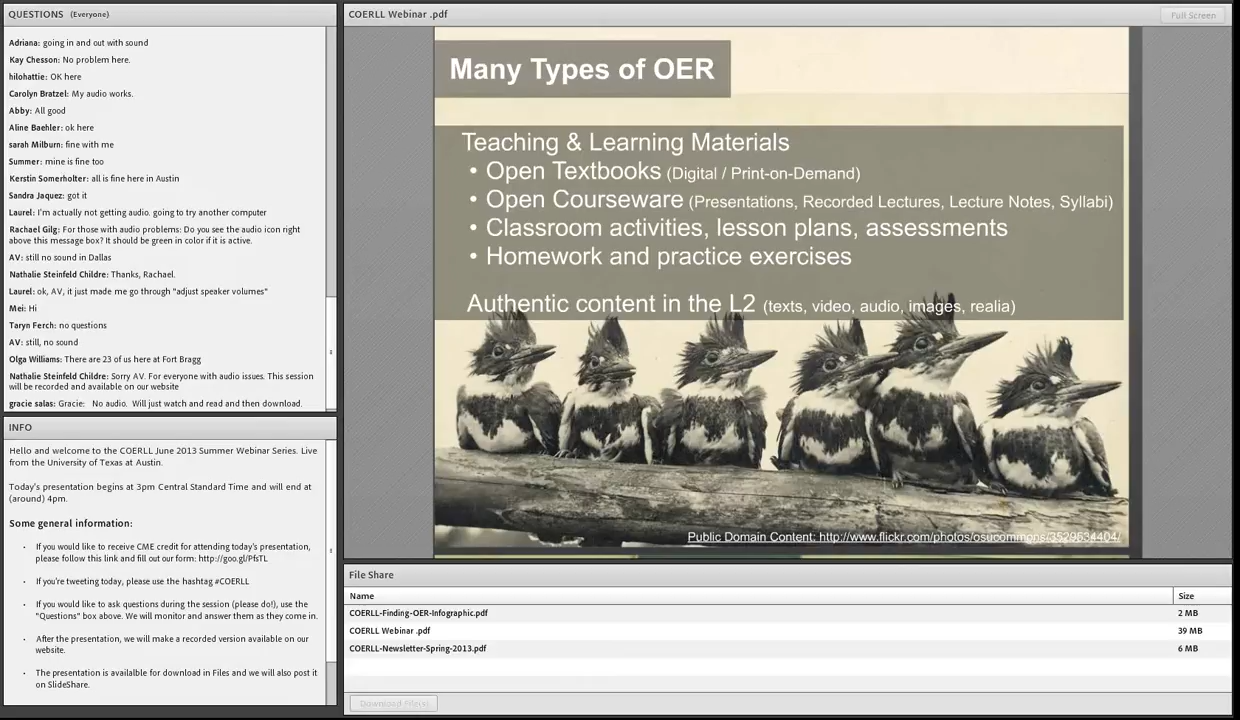 QUESTIONS (Everyone)
Adriana: going in and out with sound
Kay Chesson: No problem here.
hilohattie: OK here
Carolyn Bratzel: My audio works.
Abby: All good
Aline Baehler: ok here
sarah Milburn: fine with me
Summer: mine is fine too
Kerstin Somerholter: all is fine here in Austin
Sandra Jaquez: got it
Laurel: I'm actually not getting audio. going to try another computer
Rachael Gilg: For those with audio problems: Do you see the audio icon right
above this message box? It should be green in color if it is active.
AV: still no sound in Dallas
Nathalie Steinfeld Childre: Thanks, Rachael.
Laurel: ok, AV, it just made me go through "adjust speaker volumes"
Mei: Hi
Taryn Ferch: no questions
AV: still, no sound
Olga Williams: There are 23 of us here at Fort Bragg
Nathalie Steinfeld Childre: Sorry AV. For everyone with audio issues. This session
will be recorded and available on our website
gracie salas: Gracie: No audio. Will just watch and read and then download.
INFO
Hello and welcome to the COERLL June 2013 Summer Webinar Series. Live
from the University of Texas at Austin.
Today's presentation begins at 3pm Central Standard Time and will end at
(around) 4pm.
Some general information:
• If you would like to receive CME credit for attending today's presentation,
please follow this link and fill out our form: http://goo.gl/PfsTL
• If you're tweeting today, please use the hashtag #COERLL
• If you would like to ask questions during the session (please do!), use the
"Questions" box above. We will monitor and answer them as they come in.
• After the presentation, we will make a recorded version available on our
website.
• The presentation is availalble for download in Files and we will also post it
on SlideShare.
COERLL Webinar .pdf
Full Screen
Many Types of OER
Teaching & Learning Materials
• Open Textbooks (Digital / Print-on-Demand)
• Open Courseware (Presentations, Recorded Lectures, Lecture Notes, Syllabi)
• Classroom activities, lesson plans, assessments
• Homework and practice exercises
Authentic content in the L2 (texts, video, audio, images, realia)
Public Domain Content: http://www.flickr.com/photos/osucommons/3529534404/
File Share
Name Size
COERLL-Finding-OER-Infographic.pdf 2 MB
COERLL Webinar .pdf 39 MB
COERLL-Newsletter-Spring-2013.pdf 6 MB
Download File(s)